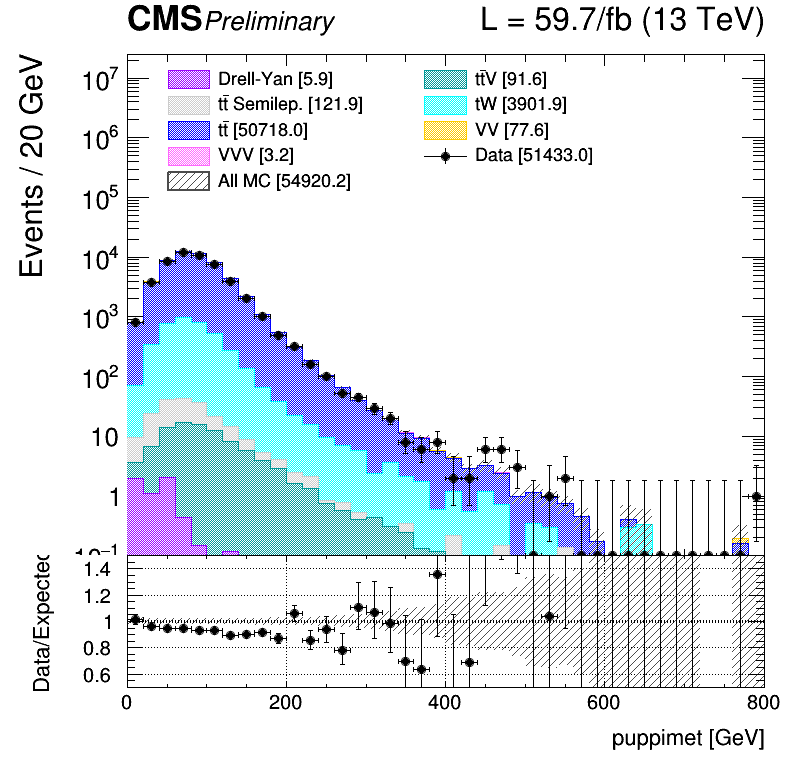 CMS Preliminary L = 59.7/fb (13 TeV)
Events / 20 GeV
10⁷
10⁶
10⁵
10⁴
10³
10²
10
1
10⁻¹
Drell-Yan [5.9]
tt̄ Semilep. [121.9]
tt̄ [50718.0]
VVV [3.2]
All MC [54920.2]
tt̄V [91.6]
tW [3901.9]
VV [77.6]
Data [51433.0]
Data/Expected
1.4
1.2
1
0.8
0.6
0 200 400 600 800
puppimet [GeV]